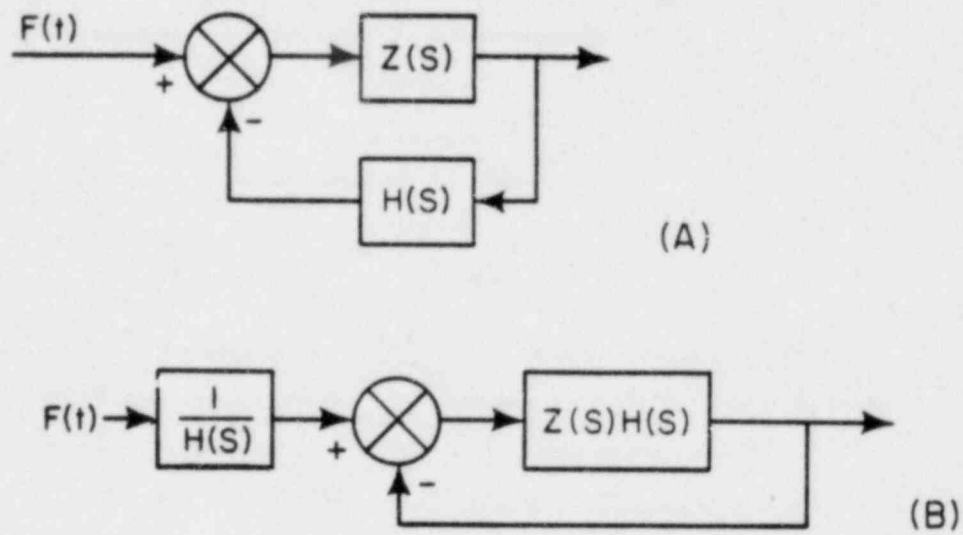 F(t)
+
-
Z(S)
H(S)
(A)
F(t)
1
H(S)
+
-
Z(S)H(S)
(B)